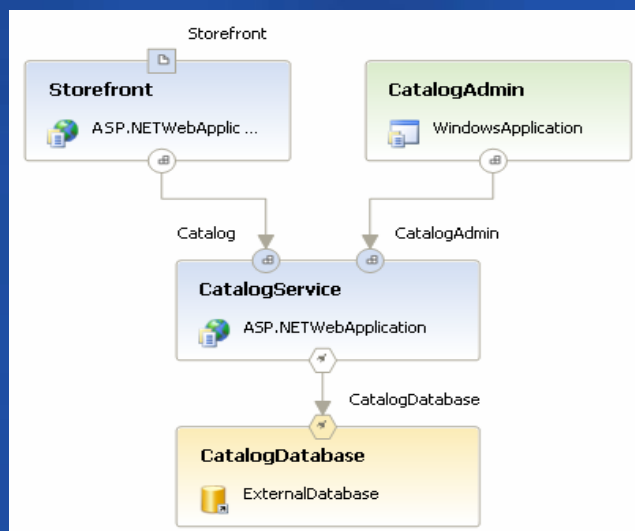 Storefront
Storefront
ASP.NETWebApplic ...
CatalogAdmin
WindowsApplication
Catalog
CatalogAdmin
CatalogService
ASP.NETWebApplication
CatalogDatabase
CatalogDatabase
ExternalDatabase